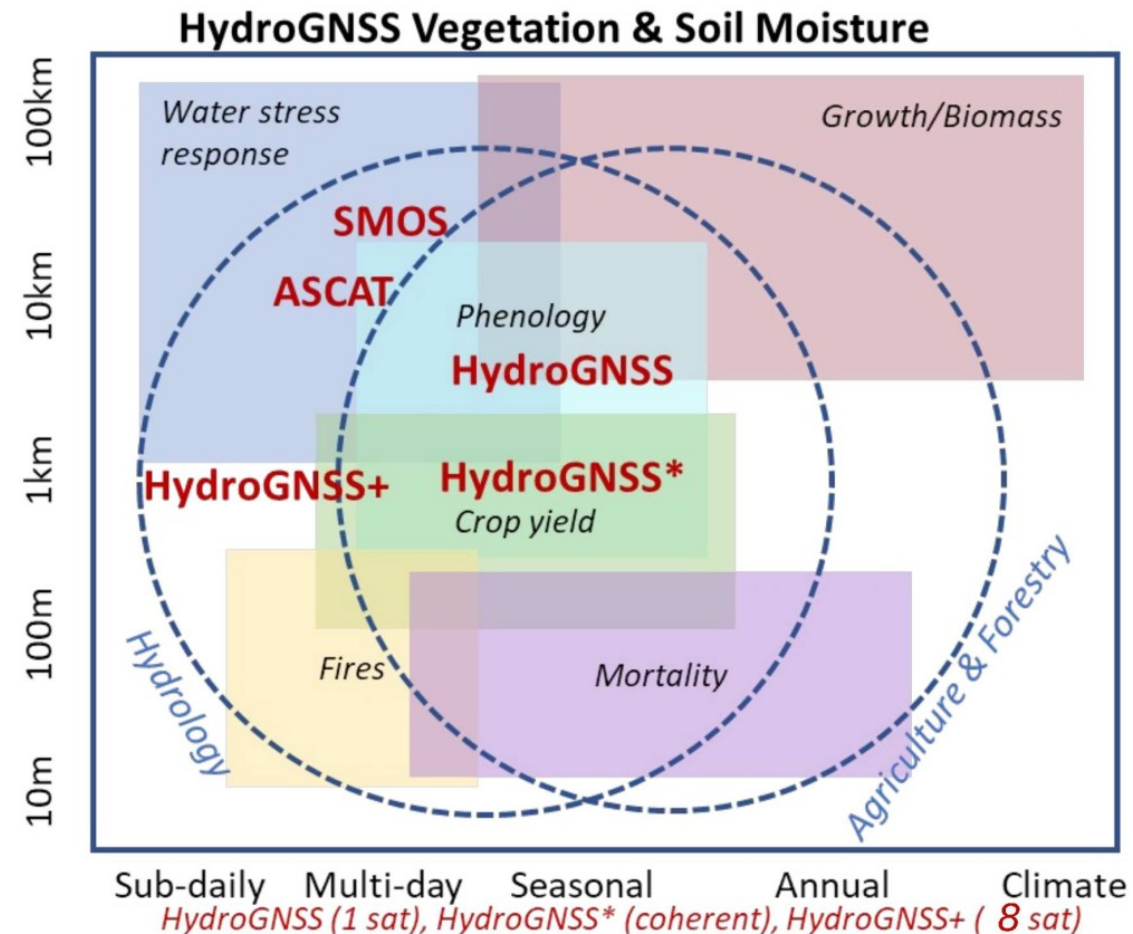 HydroGNSS Vegetation & Soil Moisture
100km
10km
1km
100m
10m
Water stress
response
Growth/Biomass
SMOS
ASCAT
Phenology
HydroGNSS
HydroGNSS+
HydroGNSS*
Crop yield
Fires
Mortality
Hydrology
Agriculture & Forestry
Sub-daily Multi-day Seasonal Annual Climate
HydroGNSS (1 sat), HydroGNSS* (coherent), HydroGNSS+ ( 8 sat)